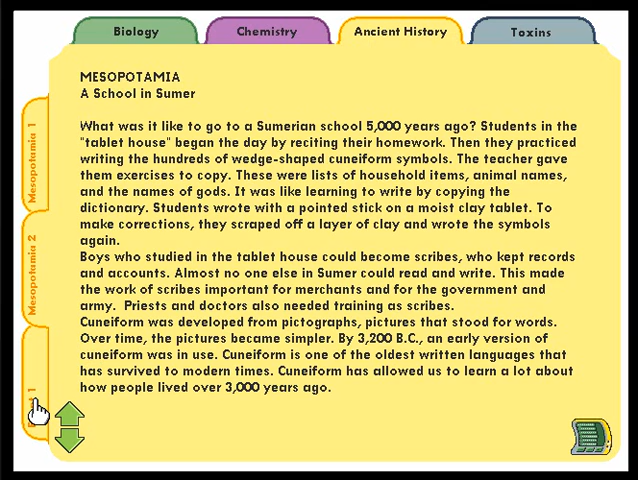 Biology
Chemistry
Ancient History
Toxins
Mesopotamia 1
Mesopotamia 2
1
MESOPOTAMIA
A School in Sumer
What was it like to go to a Sumerian school 5,000 years ago? Students in the
"tablet house" began the day by reciting their homework. Then they practiced
writing the hundreds of wedge-shaped cuneiform symbols. The teacher gave
them exercises to copy. These were lists of household items, animal names,
and the names of gods. It was like learning to write by copying the
dictionary. Students wrote with a pointed stick on a moist clay tablet. To
make corrections, they scraped off a layer of clay and wrote the symbols
again.
Boys who studied in the tablet house could become scribes, who kept records
and accounts. Almost no one else in Sumer could read and write. This made
the work of scribes important for merchants and for the government and
army. Priests and doctors also needed training as scribes.
Cuneiform was developed from pictographs, pictures that stood for words.
Over time, the pictures became simpler. By 3,200 B.C., an early version of
cuneiform was in use. Cuneiform is one of the oldest written languages that
has survived to modern times. Cuneiform has allowed us to learn a lot about
how people lived over 3,000 years ago.